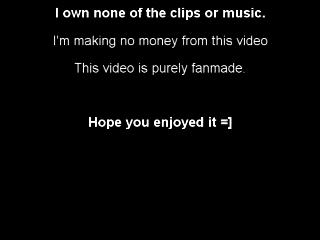 I own none of the clips or music.
I'm making no money from this video
This video is purely fanmade.
Hope you enjoyed it =]